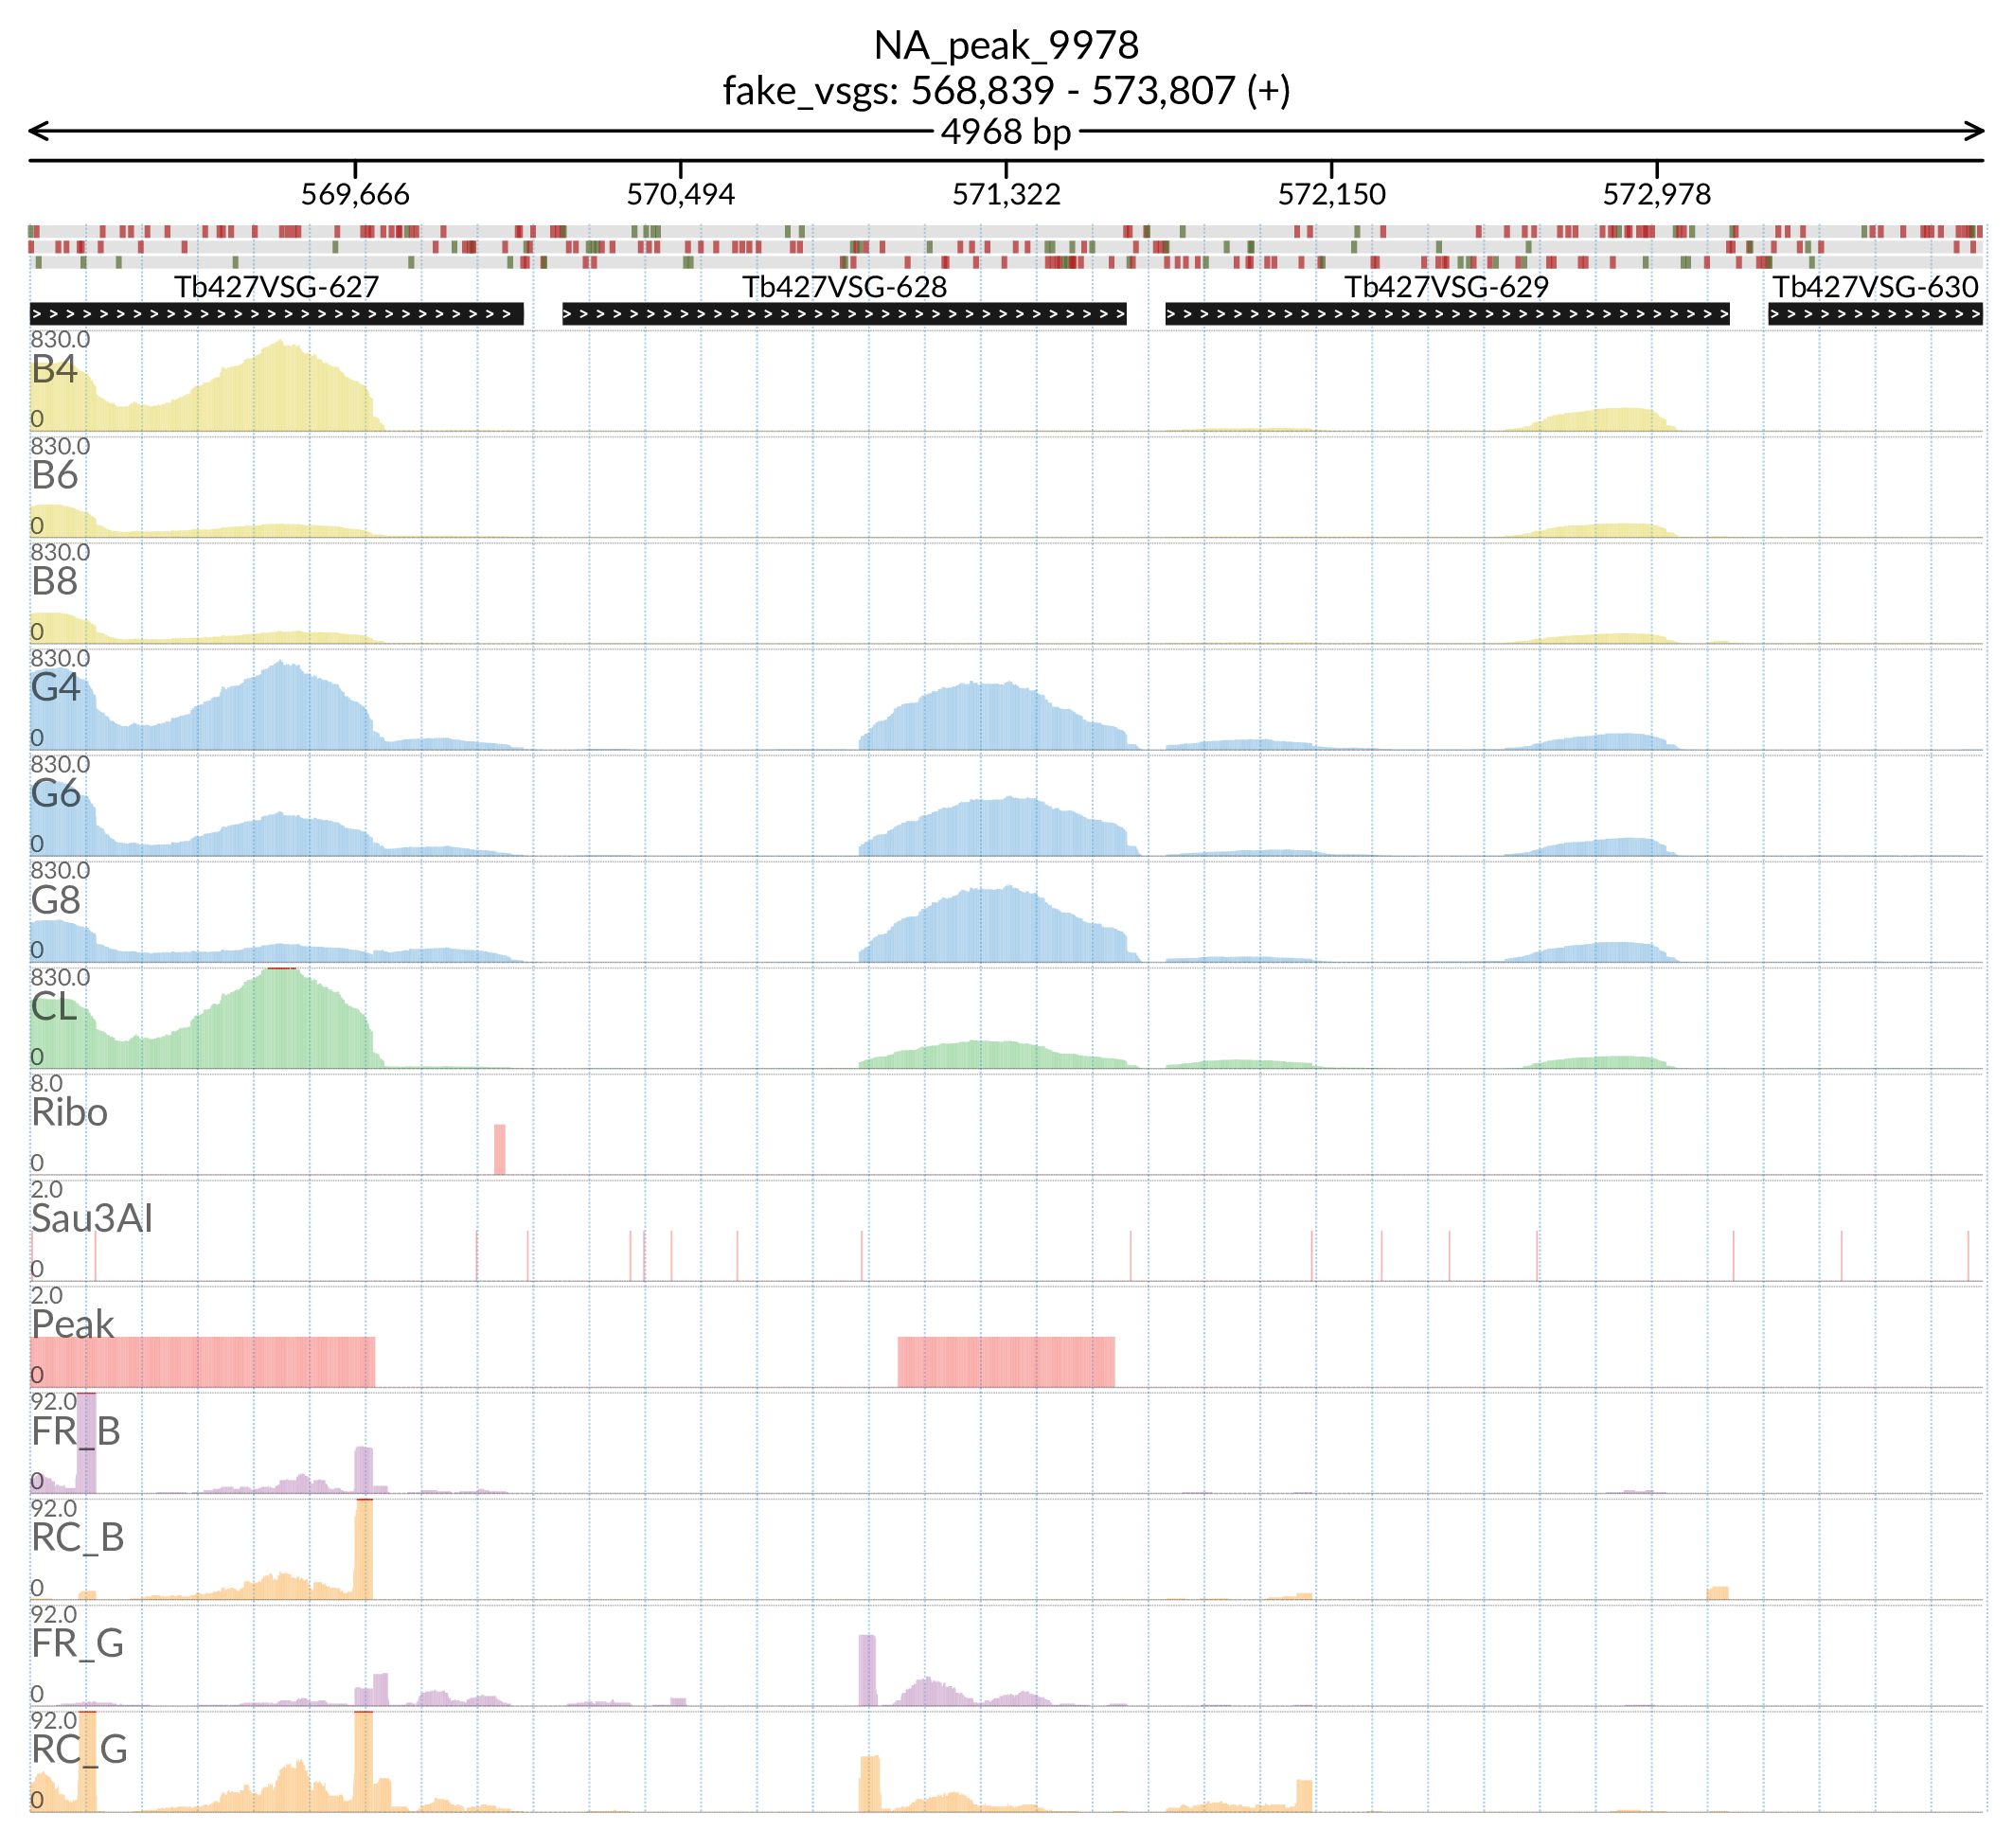 NA_peak_9978
fake_vsgs: 568,839 - 573,807 (+)
4968 bp
569,666 570,494 571,322 572,150 572,978
Tb427VSG-627 Tb427VSG-628 Tb427VSG-629 Tb427VSG-630
830.0
B4
0
830.0
B6
0
830.0
B8
0
830.0
G4
0
830.0
G6
0
830.0
G8
0
830.0
CL
0
8.0
Ribo
0
2.0
Sau3AI
0
2.0
Peak
0
92.0
FR_B
0
92.0
RC_B
0
92.0
FR_G
0
92.0
RC_G
0